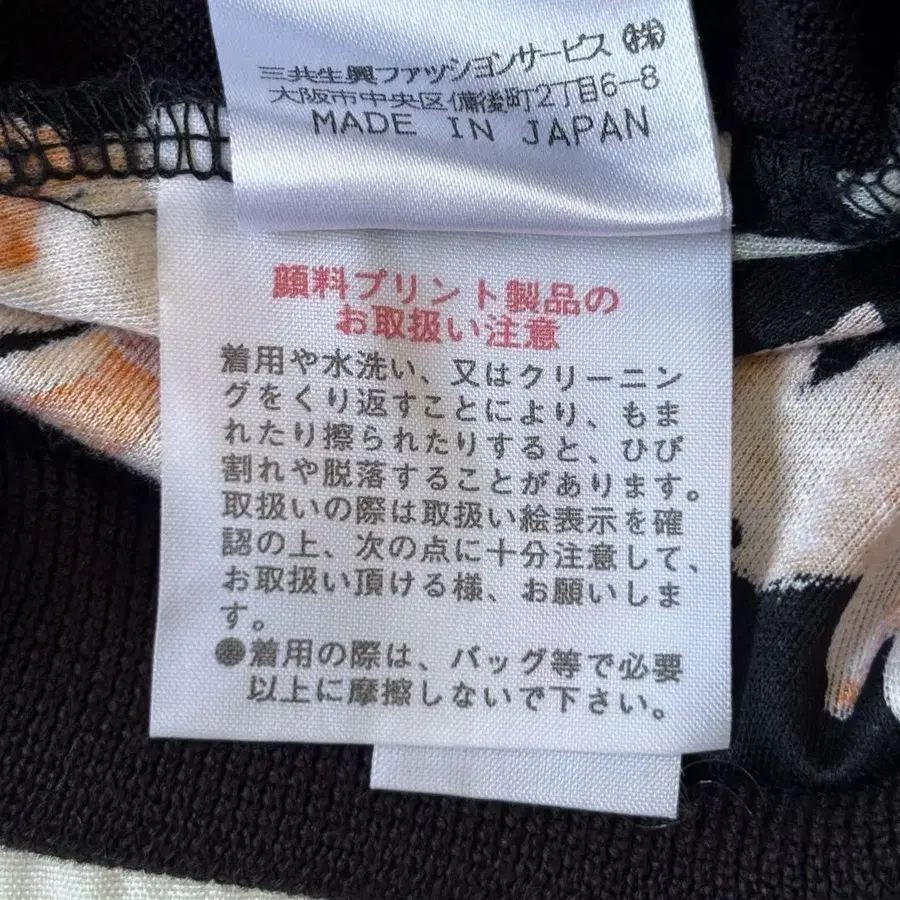 三共生興ファッションサービス㈱
大阪市中央区備後町2丁目6-8
MADE IN JAPAN
顔料プリント製品の
お取扱い注意
着用や水洗い、又はクリーニン
グをくり返すことにより、もま
れたり擦られたりすると、ひび
割れや脱落することがあります。
取扱いの際は取扱い絵表示を確
認の上、次の点に十分注意して、
お取扱い頂ける様、お願いしま
す。
●着用の際は、バッグ等で必要
以上に摩擦しないで下さい。